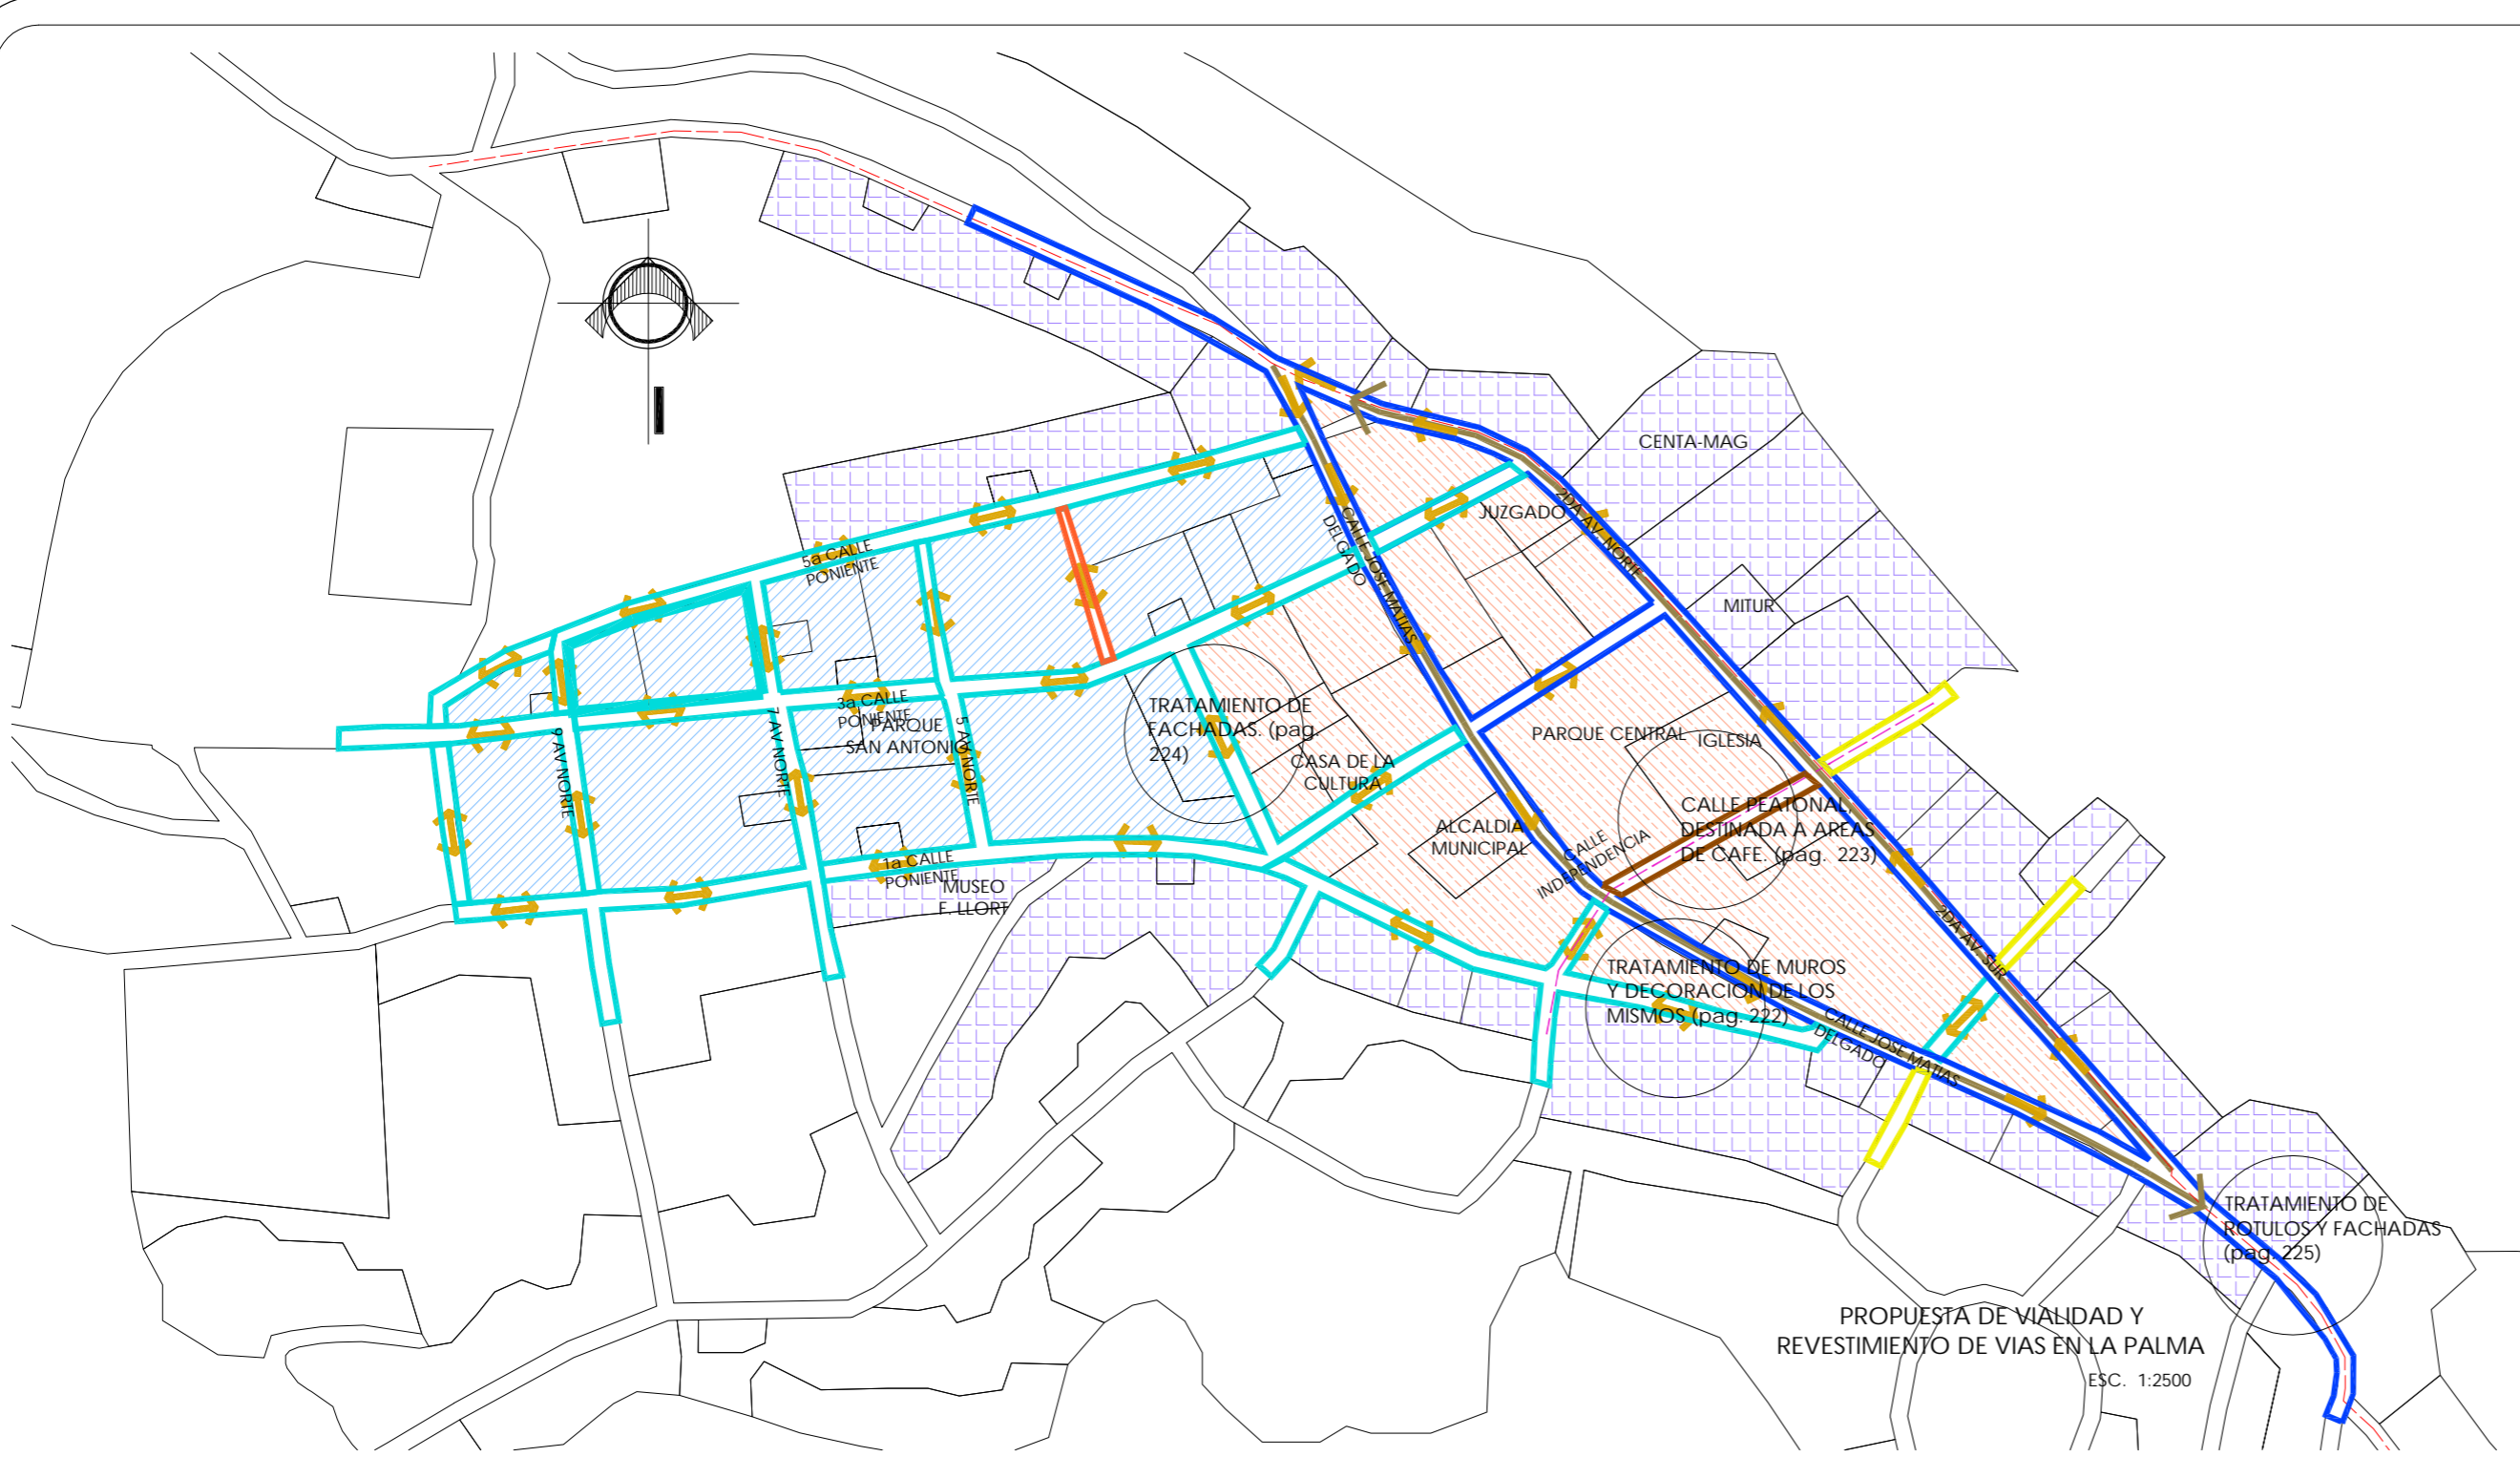 CENTA-MAG
JUZGADO
2DA AV. NORTE
CALLE JOSE MATIAS
DELGADO
5a CALLE
PONIENTE
MITUR
3a CALLE
PONIENTE
PARQUE
SAN ANTONIO
9 AV NORTE
7 AV NORTE
5 AV NORTE
TRATAMIENTO DE
FACHADAS. (pag.
224)
CASA DE LA
CULTURA
PARQUE CENTRAL
IGLESIA
CALLE PEATONAL,
DESTINADA A AREAS
DE CAFE. (pag. 223)
ALCALDIA
MUNICIPAL
CALLE
INDEPENDENCIA
1a CALLE
PONIENTE
MUSEO
F. LLORT
2DA AV. SUR
TRATAMIENTO DE MUROS
Y DECORACION DE LOS
MISMOS (pag. 222)
CALLE JOSE MATIAS
DELGADO
TRATAMIENTO DE
ROTULOS Y FACHADAS
(pag. 225)
PROPUESTA DE VIALIDAD Y
REVESTIMIENTO DE VIAS EN LA PALMA
ESC. 1:2500